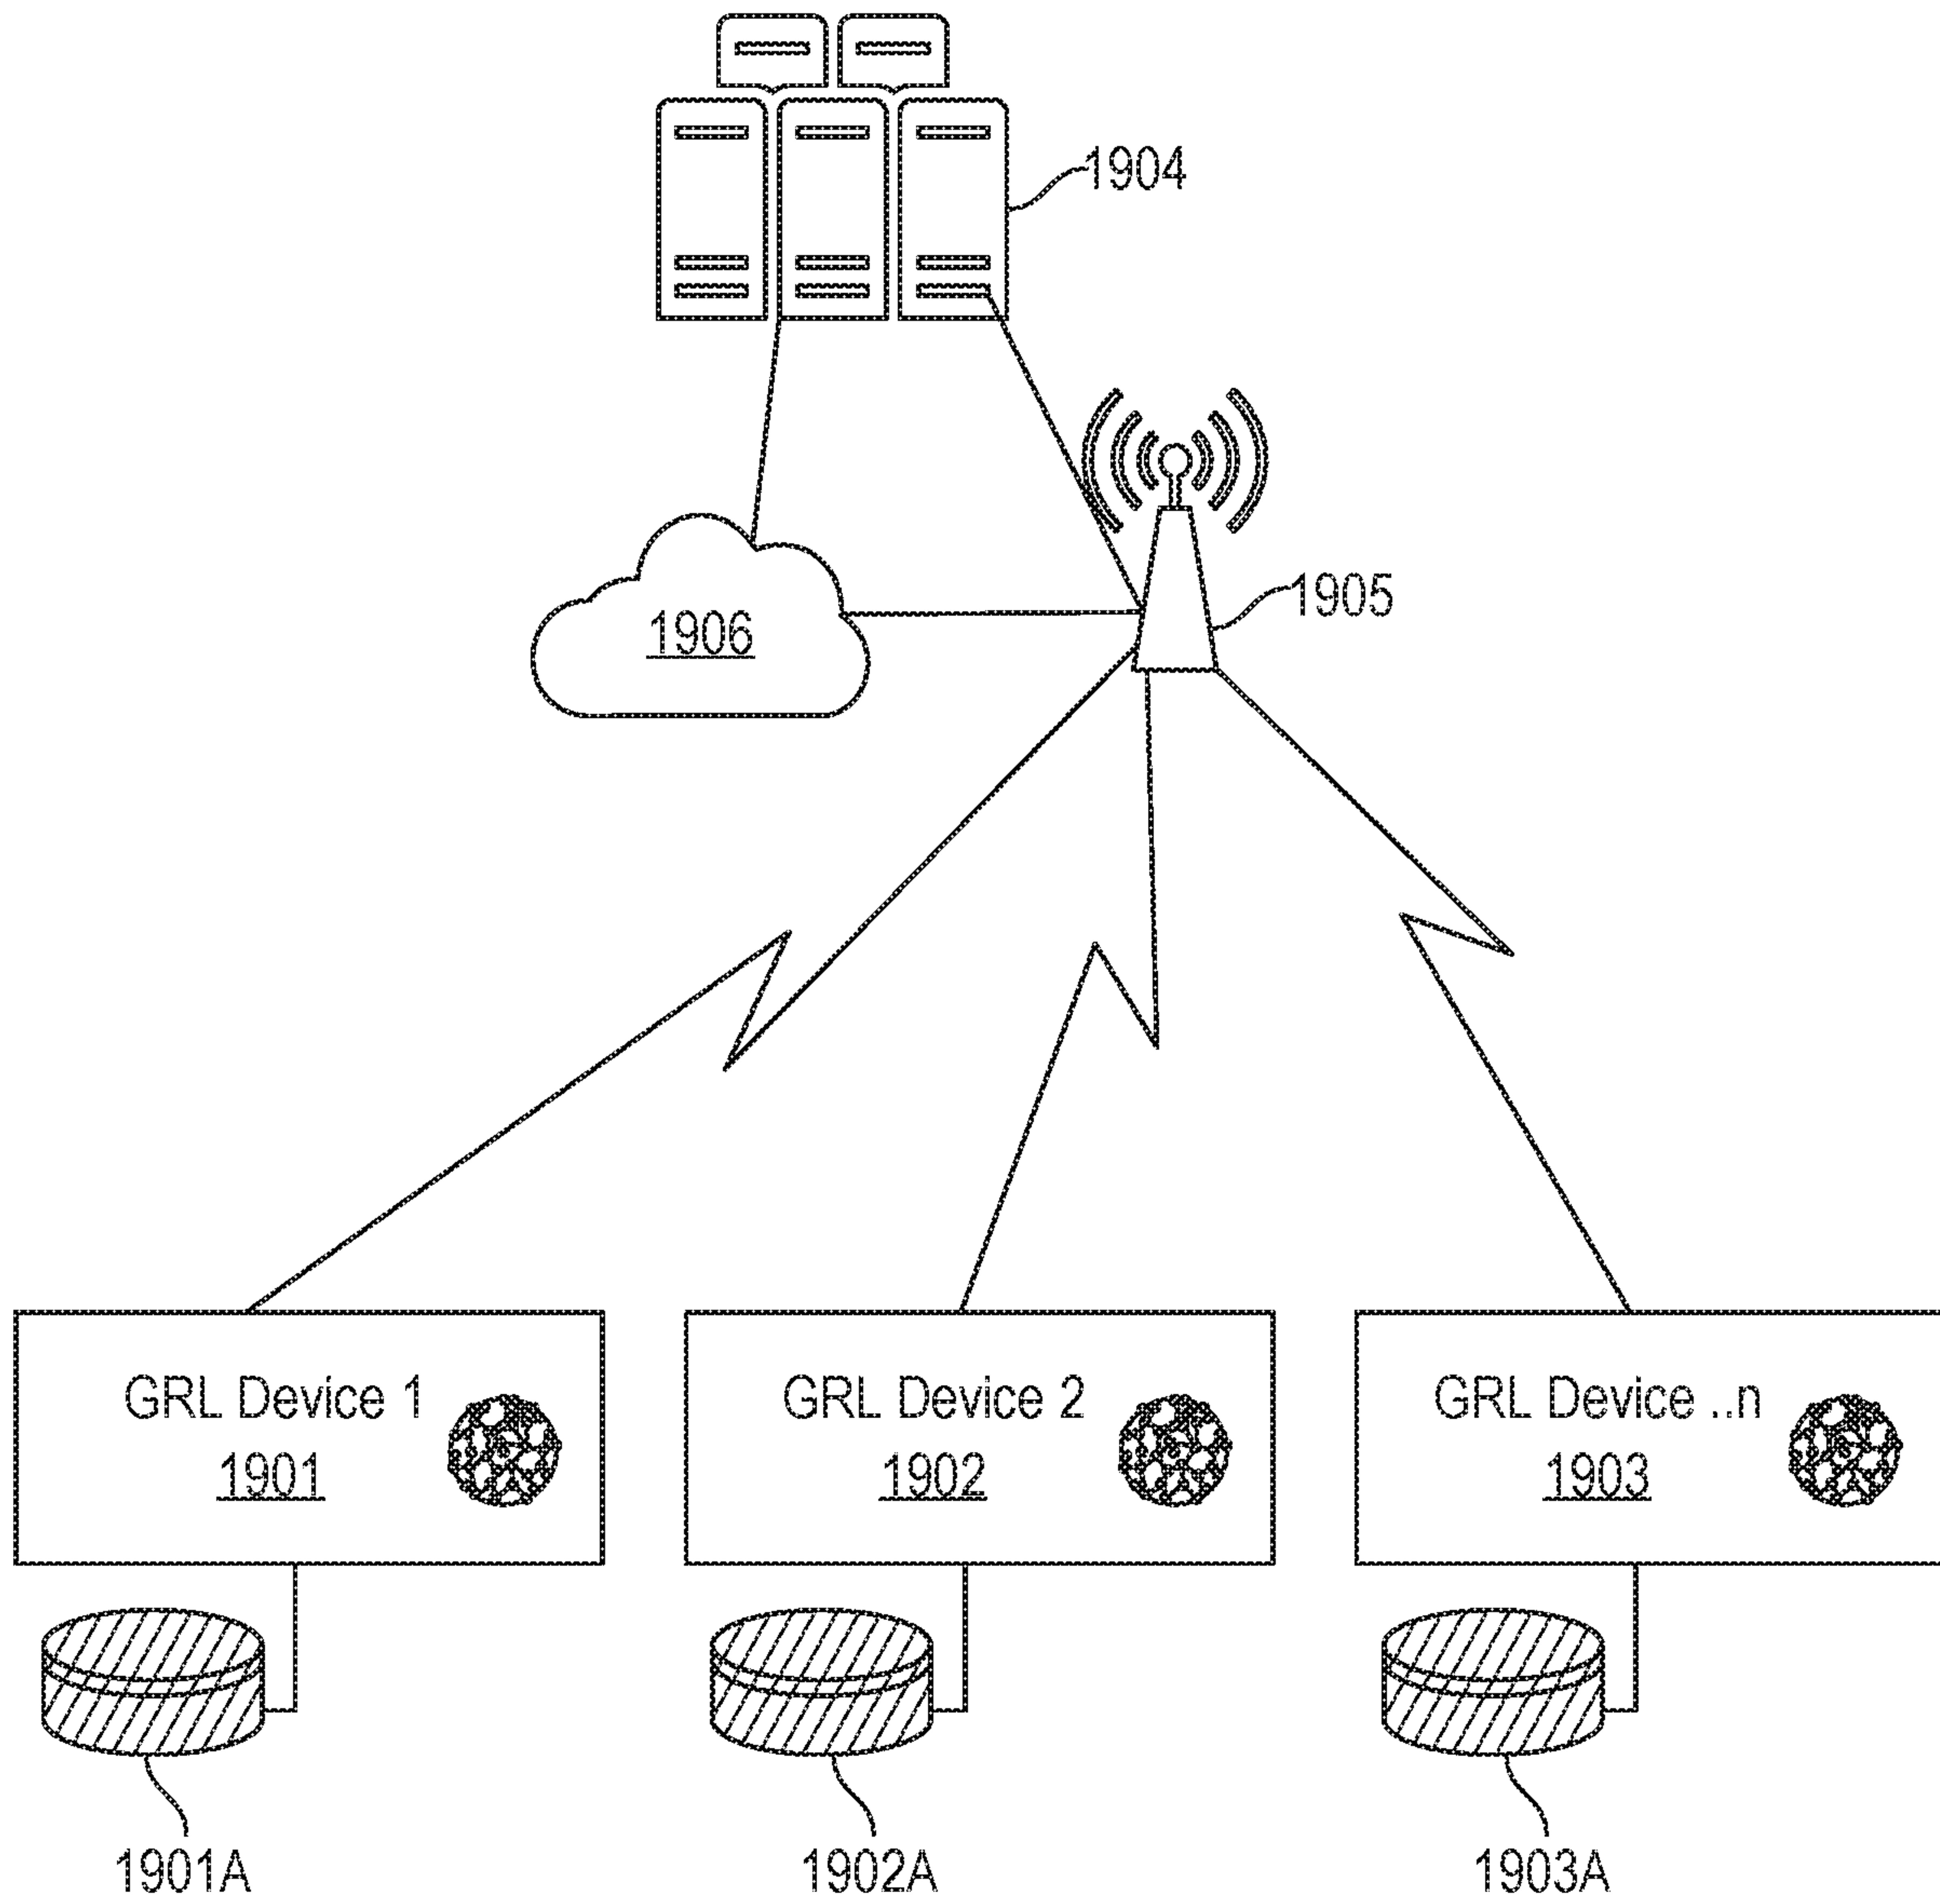 1904
1905
1906
GRL Device 1
1901
GRL Device 2
1902
GRL Device ..n
1903
1901A
1902A
1903A